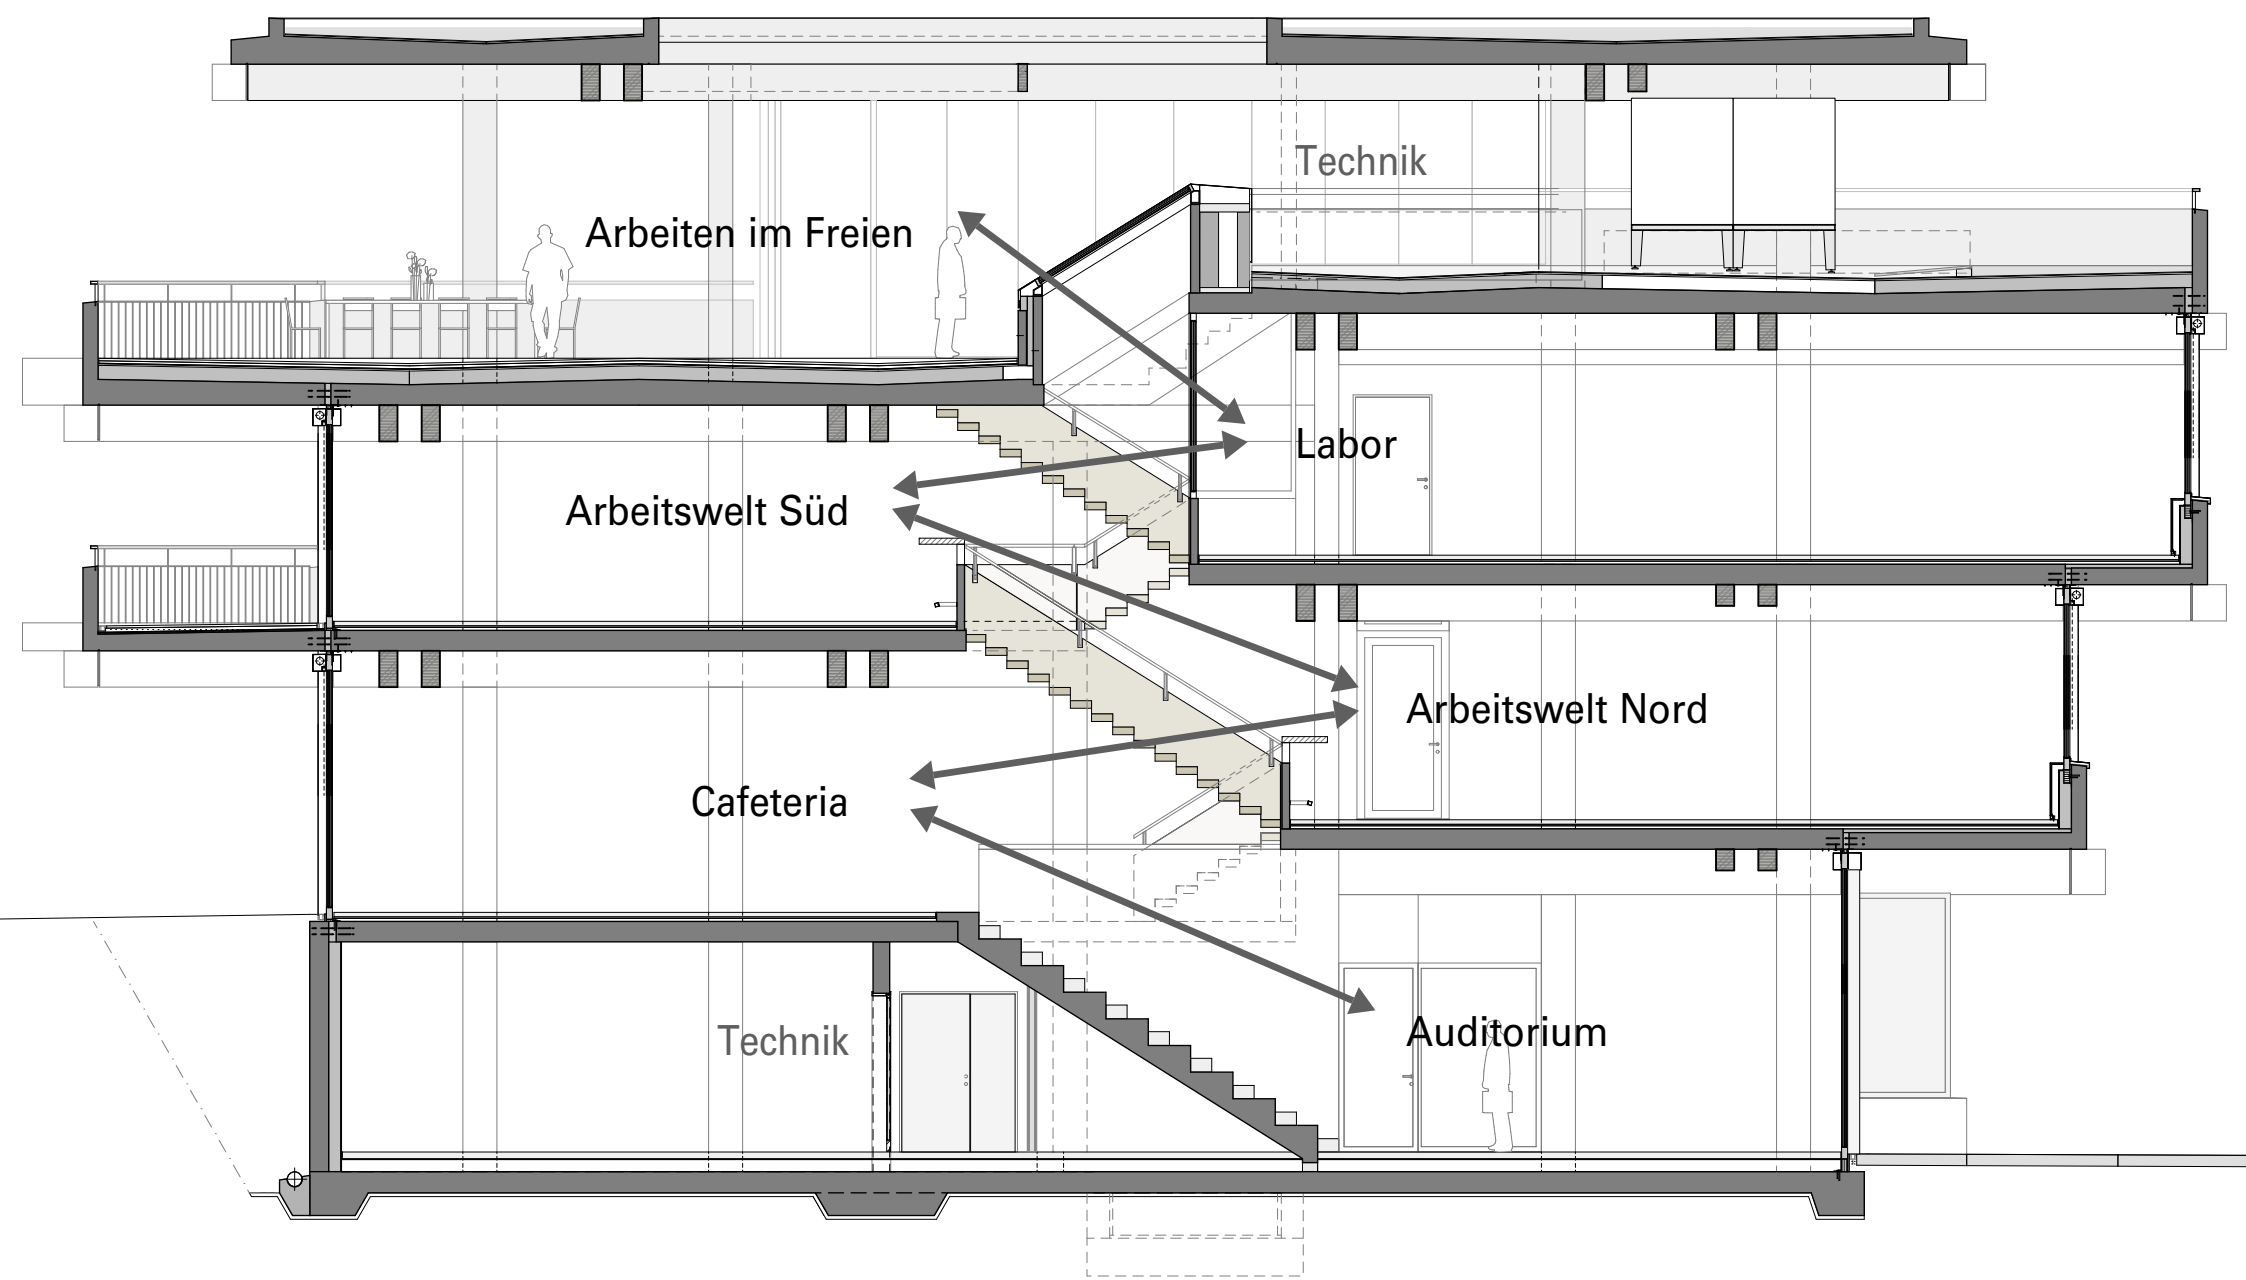 Technik
Arbeiten im Freien
Labor
Arbeitswelt Süd
Arbeitswelt Nord
Cafeteria
Auditorium
Technik